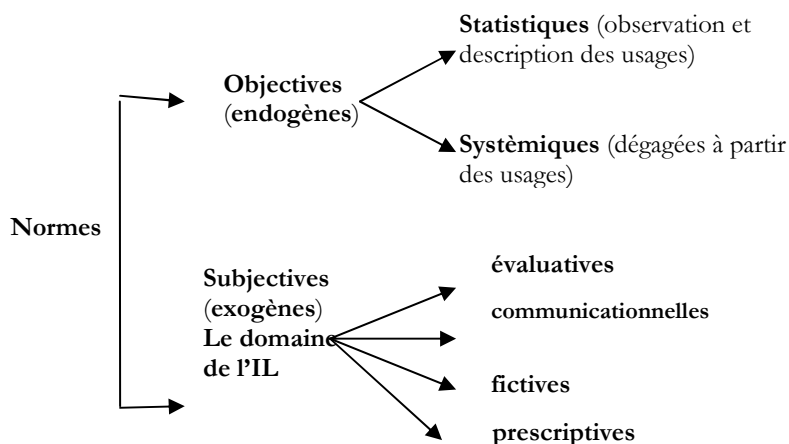 Statistiques (observation et
description des usages)
Objectives
(endogènes)
Systèmiques (dégagées à partir
des usages)
Normes
Subjectives
(exogènes)
Le domaine
de l’IL
évaluatives
communicationnelles
fictives
prescriptives